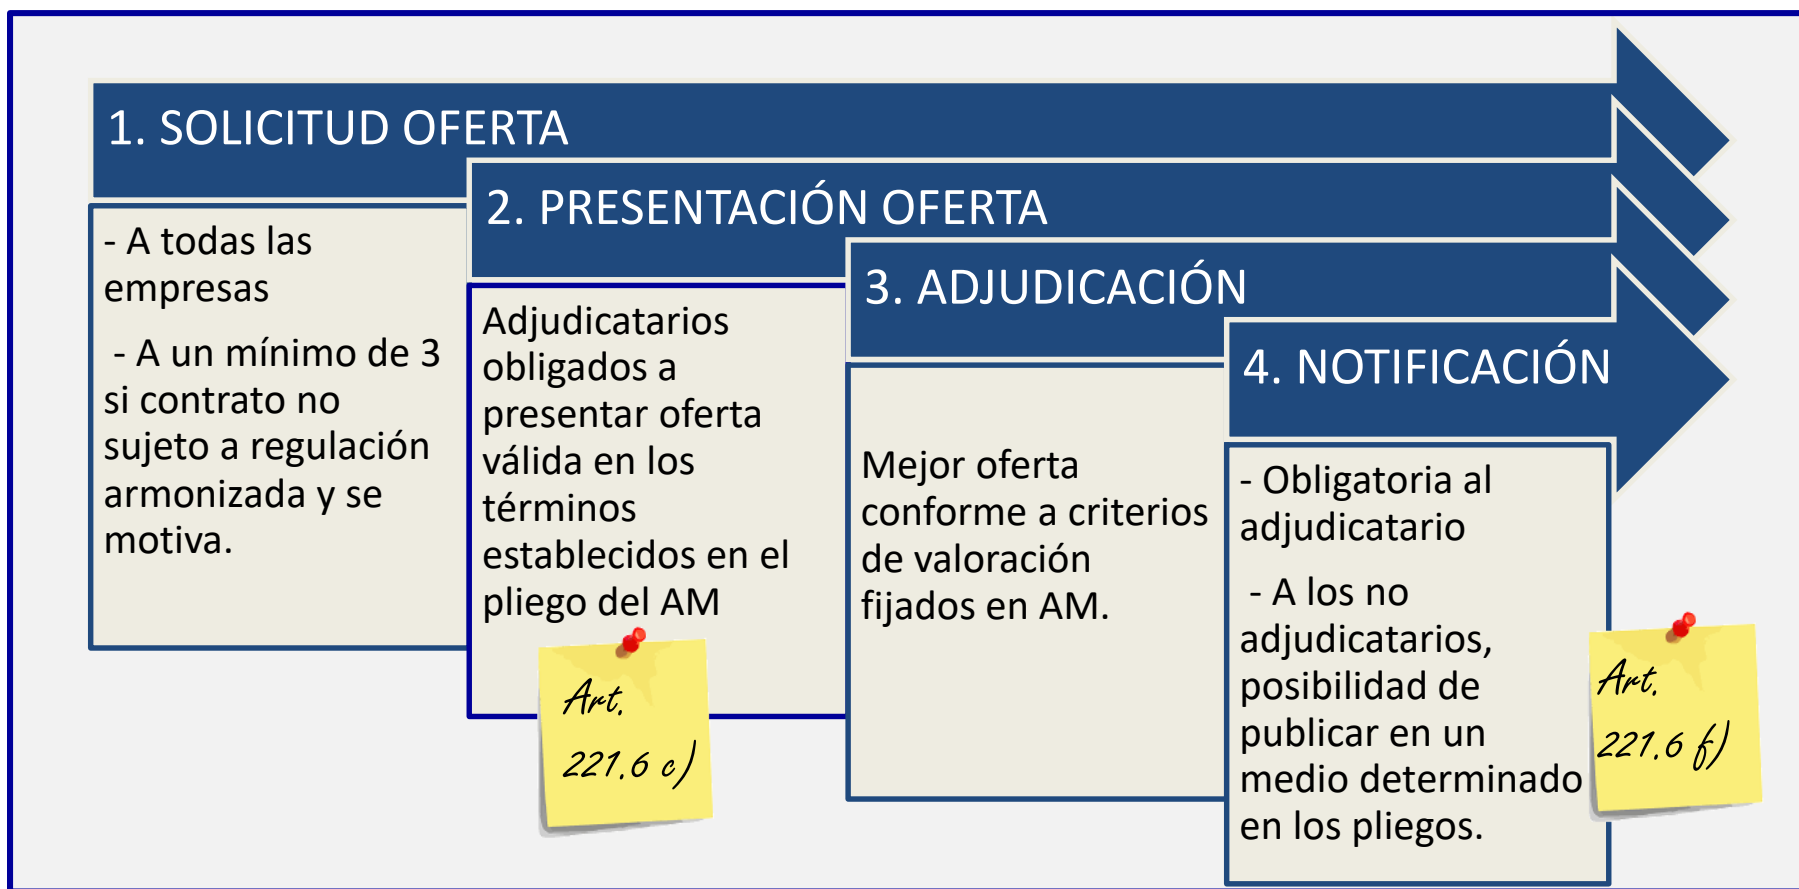 1. SOLICITUD OFERTA
- A todas las
empresas
- A un mínimo de 3
si contrato no
sujeto a regulación
armonizada y se
motiva.
2. PRESENTACIÓN OFERTA
Adjudicatarios
obligados a
presentar oferta
válida en los
términos
establecidos en el
pliego del AM
Art.
221.6 c)
3. ADJUDICACIÓN
Mejor oferta
conforme a criterios
de valoración
fijados en AM.
4. NOTIFICACIÓN
- Obligatoria al
adjudicatario
- A los no
adjudicatarios,
posibilidad de
publicar en un
medio determinado
en los pliegos.
Art.
221.6 f)